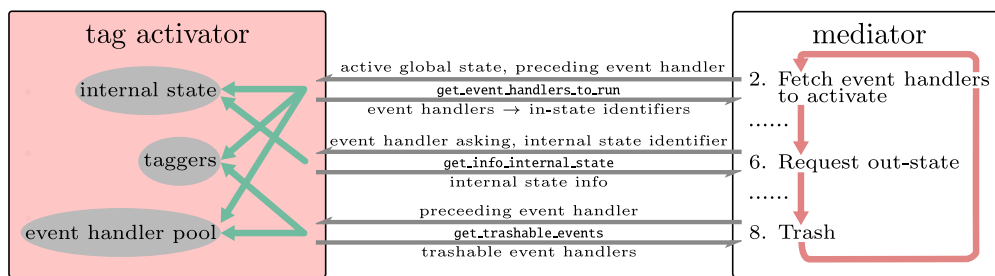 tag activator
mediator
active global state, preceding event handler
internal state
get_event_handlers_to_run
2. Fetch event handlers
to activate
event handlers → in-state identifiers
......
event handler asking, internal state identifier
taggers
get_info_internal_state
6. Request out-state
internal state info
......
preceeding event handler
event handler pool
get_trashable_events
8. Trash
trashable event handlers